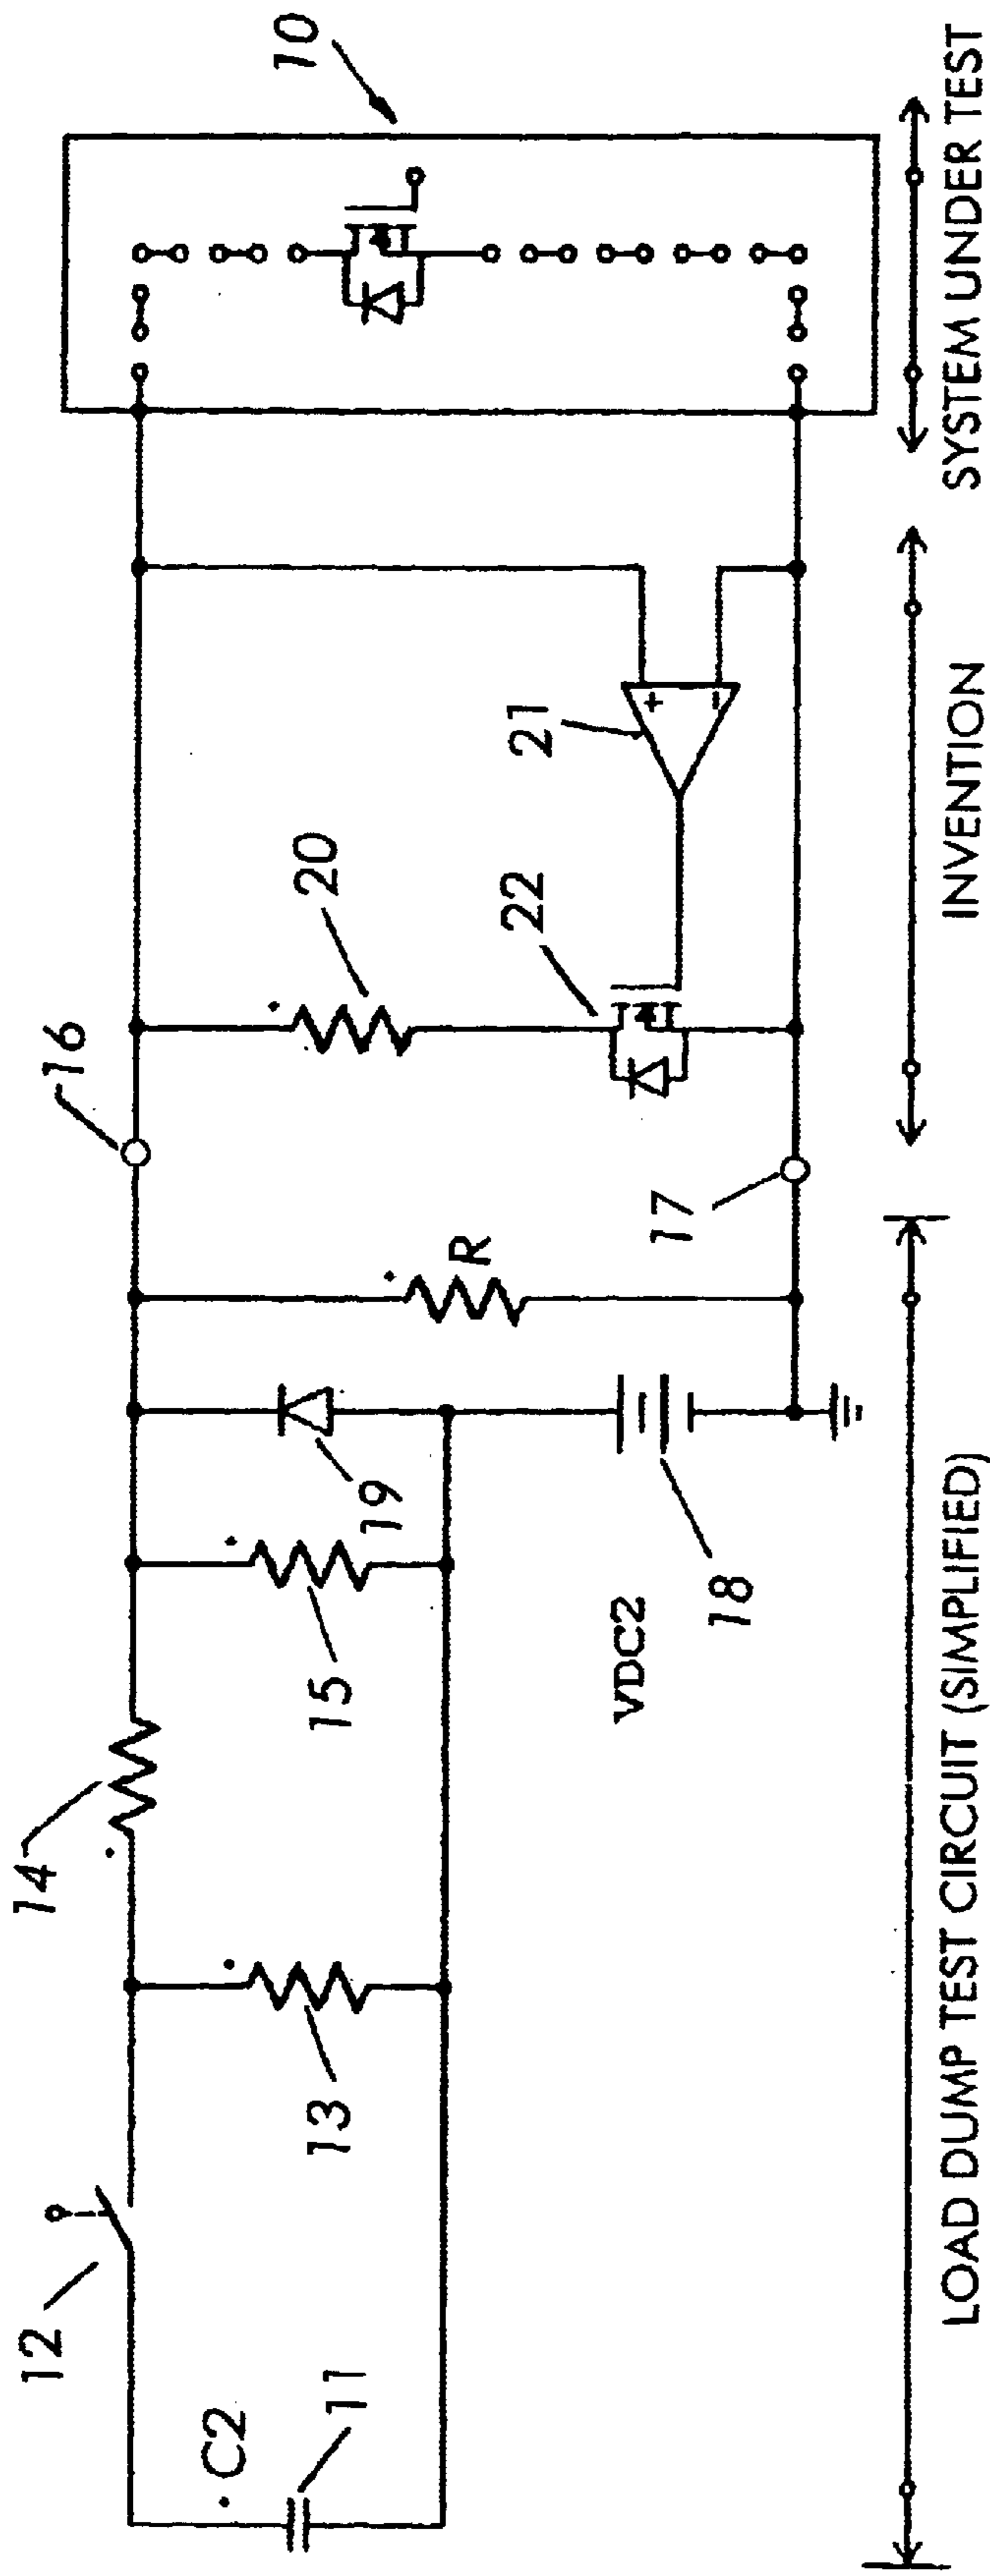 10
16
14
12
20
21
22
R
17
19
15
13
C2
11
VDC2
18
+
−
LOAD DUMP TEST CIRCUIT (SIMPLIFIED)
INVENTION
SYSTEM UNDER TEST